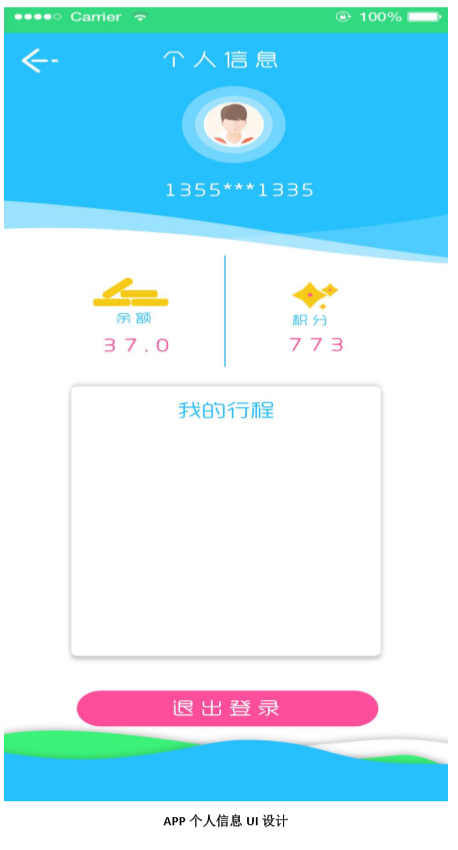 Carrier 100%
个人信息
1355***1335
余额
37.0
积分
773
我的行程
退出登录
APP 个人信息 UI 设计